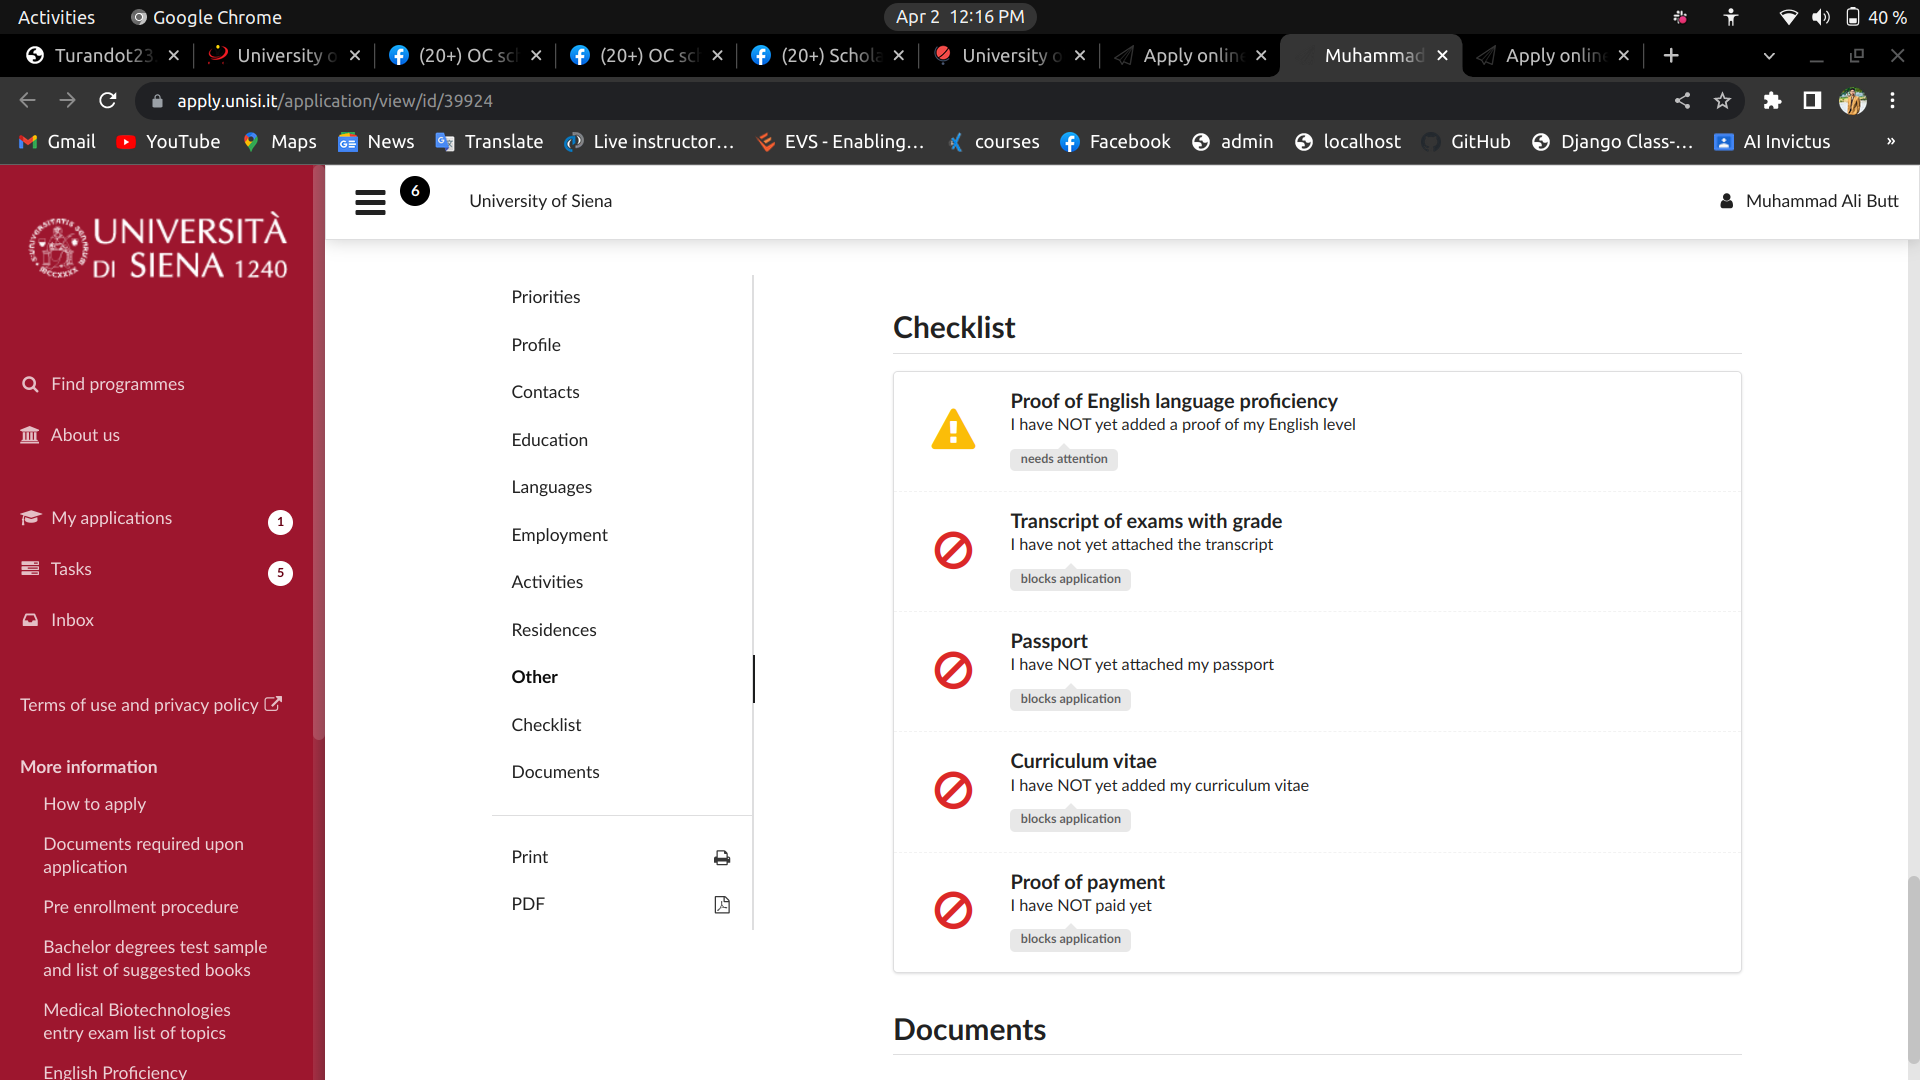 Activities
Google Chrome
Apr 2 12:16 PM
40 %
Turandot23
University o
(20+) OC sc
(20+) OC sc
(20+) Schola
University o
Apply online
Muhammad
Apply online
apply.unisi.it/application/view/id/39924
Gmail
YouTube
Maps
News
Translate
Live instructor...
EVS - Enabling...
courses
Facebook
admin
localhost
GitHub
Django Class-...
AI Invictus
»
UNIVERSITÀ
DI SIENA 1240
Find programmes
About us
My applications 1
Tasks 5
Inbox
Terms of use and privacy policy
More information
How to apply
Documents required upon
application
Pre enrollment procedure
Bachelor degrees test sample
and list of suggested books
Medical Biotechnologies
entry exam list of topics
English Proficiency
6
University of Siena
Muhammad Ali Butt
Priorities
Profile
Contacts
Education
Languages
Employment
Activities
Residences
Other
Checklist
Documents
Print
PDF
Checklist
Proof of English language proficiency
I have NOT yet added a proof of my English level
needs attention
Transcript of exams with grade
I have not yet attached the transcript
blocks application
Passport
I have NOT yet attached my passport
blocks application
Curriculum vitae
I have NOT yet added my curriculum vitae
blocks application
Proof of payment
I have NOT paid yet
blocks application
Documents